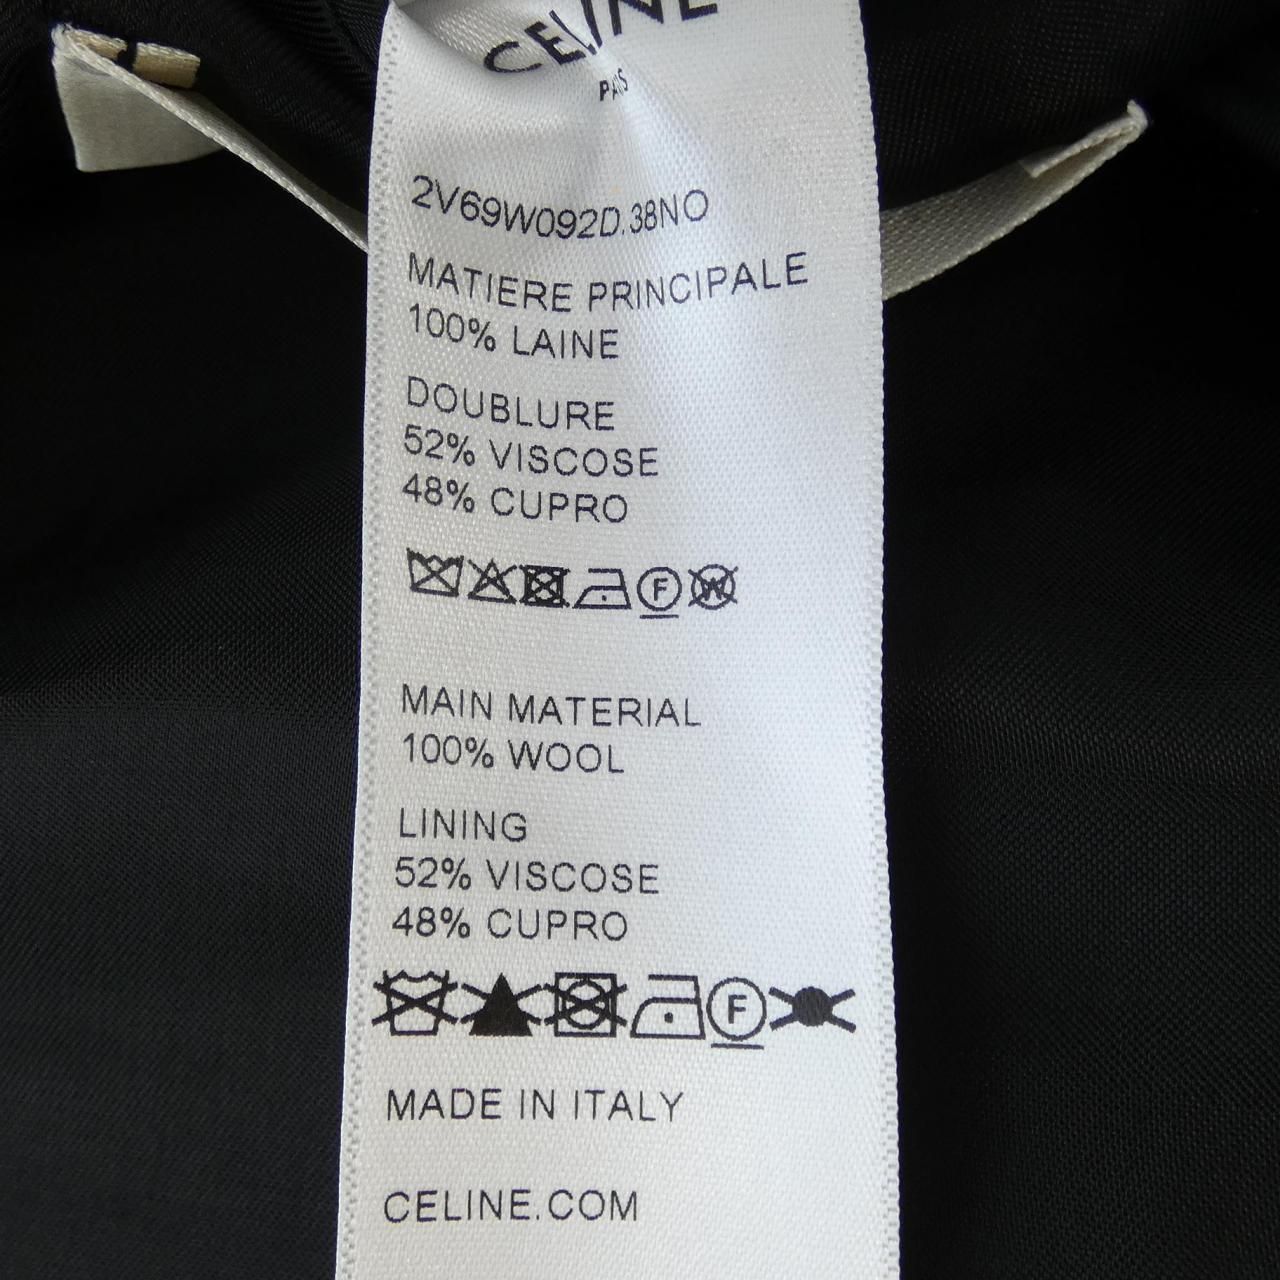 CELINE
PARIS
2V69W092D.38NO
MATIERE PRINCIPALE
100% LAINE
DOUBLURE
52% VISCOSE
48% CUPRO
F W
MAIN MATERIAL
100% WOOL
LINING
52% VISCOSE
48% CUPRO
F
MADE IN ITALY
CELINE.COM